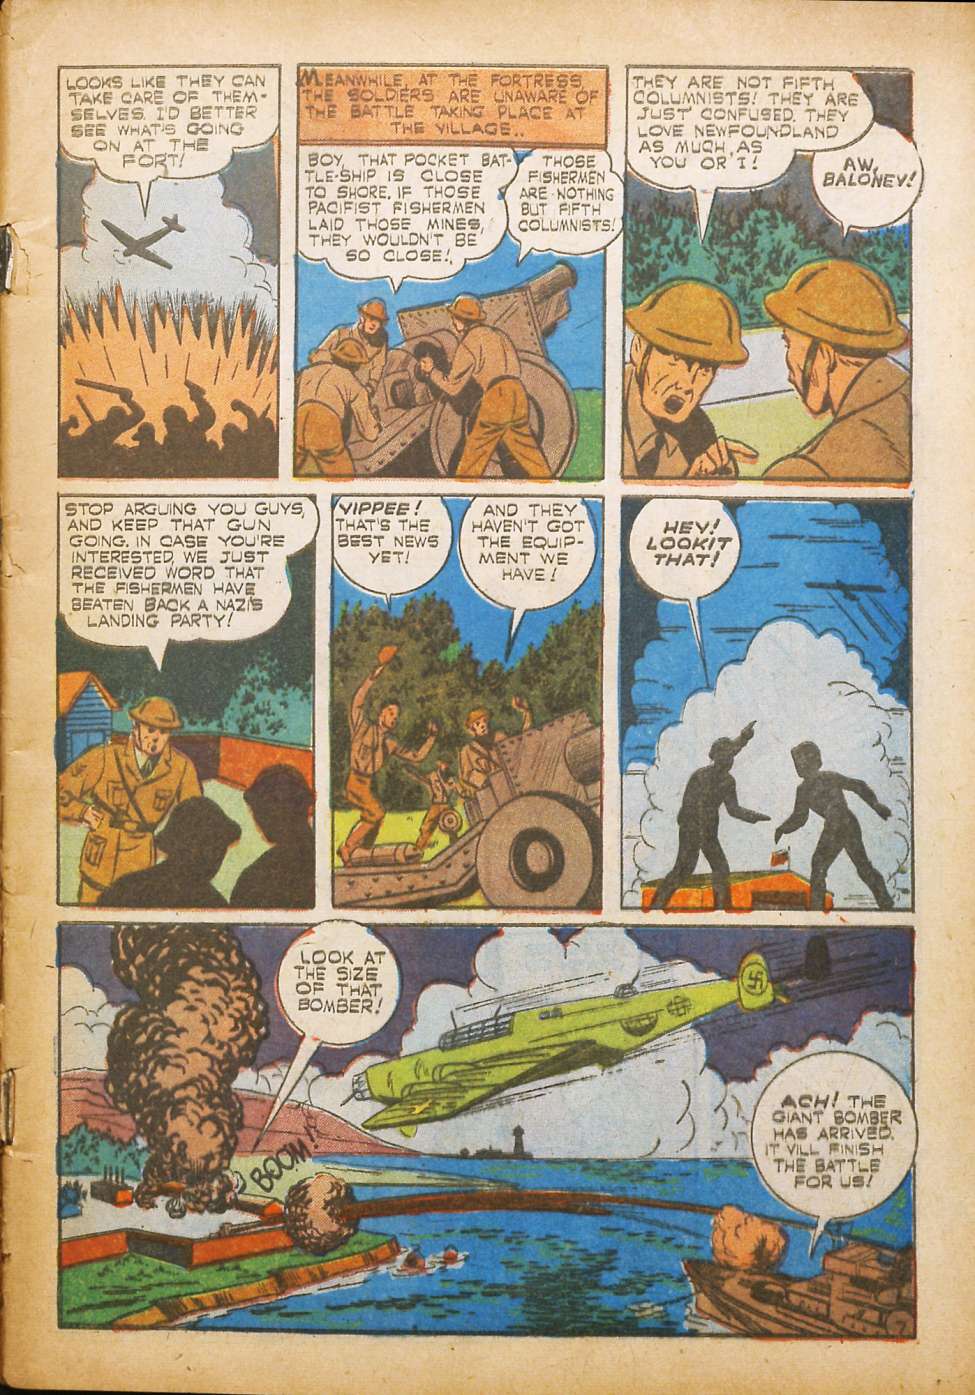 LOOKS LIKE THEY CAN
TAKE CARE OF THEM-
SELVES. I'D BETTER
SEE WHAT'S GOING
ON AT THE
FORT!
MEANWHILE, AT THE FORTRESS,
THE SOLDIERS ARE UNAWARE OF
THE BATTLE TAKING PLACE AT
THE VILLAGE..
BOY, THAT POCKET BAT-
TLE-SHIP IS CLOSE
TO SHORE. IF THOSE
PACIFIST FISHERMEN
LAID THOSE MINES,
THEY WOULDN'T BE
SO CLOSE!
THOSE
FISHERMEN
ARE NOTHING
BUT FIFTH
COLUMNISTS!
THEY ARE NOT FIFTH
COLUMNISTS! THEY ARE
JUST CONFUSED. THEY
LOVE NEWFOUNDLAND
AS MUCH, AS
YOU OR I!
AW,
BALONEY!
STOP ARGUING YOU GUYS,
AND KEEP THAT GUN
GOING. IN CASE YOU'RE
INTERESTED, WE JUST
RECEIVED WORD THAT
THE FISHERMEN HAVE
BEATEN BACK A NAZI'S
LANDING PARTY!
YIPPEE!
THAT'S THE
BEST NEWS
YET!
AND THEY
HAVEN'T GOT
THE EQUIP-
MENT WE
HAVE!
HEY!
LOOKIT
THAT!
LOOK AT
THE SIZE
OF THAT
BOMBER!
BOOM!
ACH! THE
GIANT BOMBER
HAS ARRIVED.
IT VILL FINISH
THE BATTLE
FOR US!
7